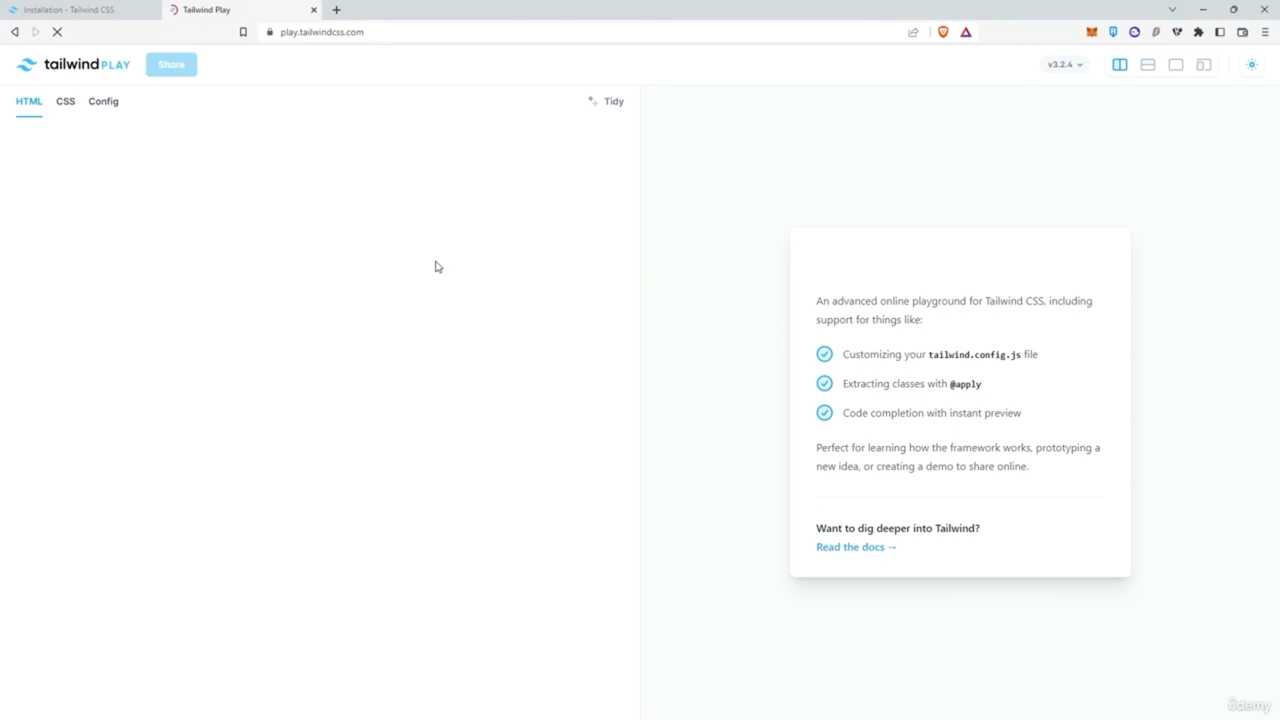 Installation - Tailwind CSS
Tailwind Play
play.tailwindcss.com
tailwind PLAY
Share
v3.2.4
HTML
CSS
Config
Tidy
An advanced online playground for Tailwind CSS, including
support for things like:
Customizing your tailwind.config.js file
Extracting classes with @apply
Code completion with instant preview
Perfect for learning how the framework works, prototyping a
new idea, or creating a demo to share online.
Want to dig deeper into Tailwind?
Read the docs →
ûdemy